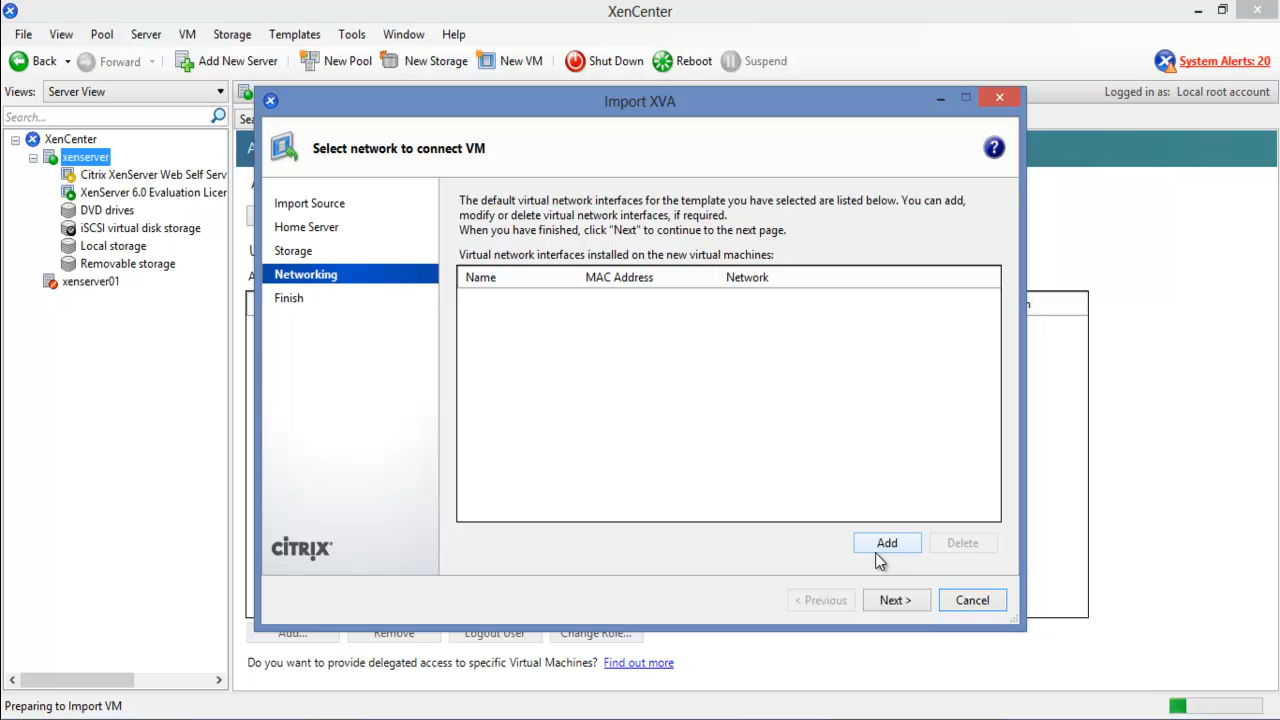 XenCenter
File View Pool Server VM Storage Templates Tools Window Help
Back Forward Add New Server New Pool New Storage New VM Shut Down Reboot Suspend System Alerts: 20
Views: Server View Logged in as: Local root account
Search...
XenCenter
xenserver
Citrix XenServer Web Self Serv
XenServer 6.0 Evaluation Licen
DVD drives
iSCSI virtual disk storage
Local storage
Removable storage
xenserver01
Import XVA
Select network to connect VM
?
Import Source
Home Server
Storage
Networking
Finish
CITRIX
The default virtual network interfaces for the template you have selected are listed below. You can add,
modify or delete virtual network interfaces, if required.
When you have finished, click "Next" to continue to the next page.
Virtual network interfaces installed on the new virtual machines:
Name MAC Address Network
Add Delete
< Previous Next > Cancel
Add... Remove Logout User Change Role...
Do you want to provide delegated access to specific Virtual Machines? Find out more
Preparing to Import VM